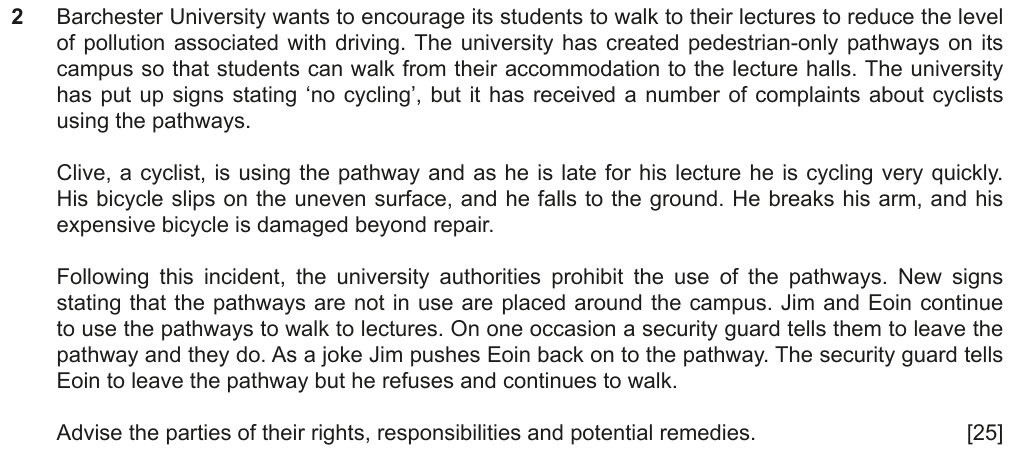 2 Barchester University wants to encourage its students to walk to their lectures to reduce the level
of pollution associated with driving. The university has created pedestrian-only pathways on its
campus so that students can walk from their accommodation to the lecture halls. The university
has put up signs stating ‘no cycling’, but it has received a number of complaints about cyclists
using the pathways.
Clive, a cyclist, is using the pathway and as he is late for his lecture he is cycling very quickly.
His bicycle slips on the uneven surface, and he falls to the ground. He breaks his arm, and his
expensive bicycle is damaged beyond repair.
Following this incident, the university authorities prohibit the use of the pathways. New signs
stating that the pathways are not in use are placed around the campus. Jim and Eoin continue
to use the pathways to walk to lectures. On one occasion a security guard tells them to leave the
pathway and they do. As a joke Jim pushes Eoin back on to the pathway. The security guard tells
Eoin to leave the pathway but he refuses and continues to walk.
Advise the parties of their rights, responsibilities and potential remedies. [25]